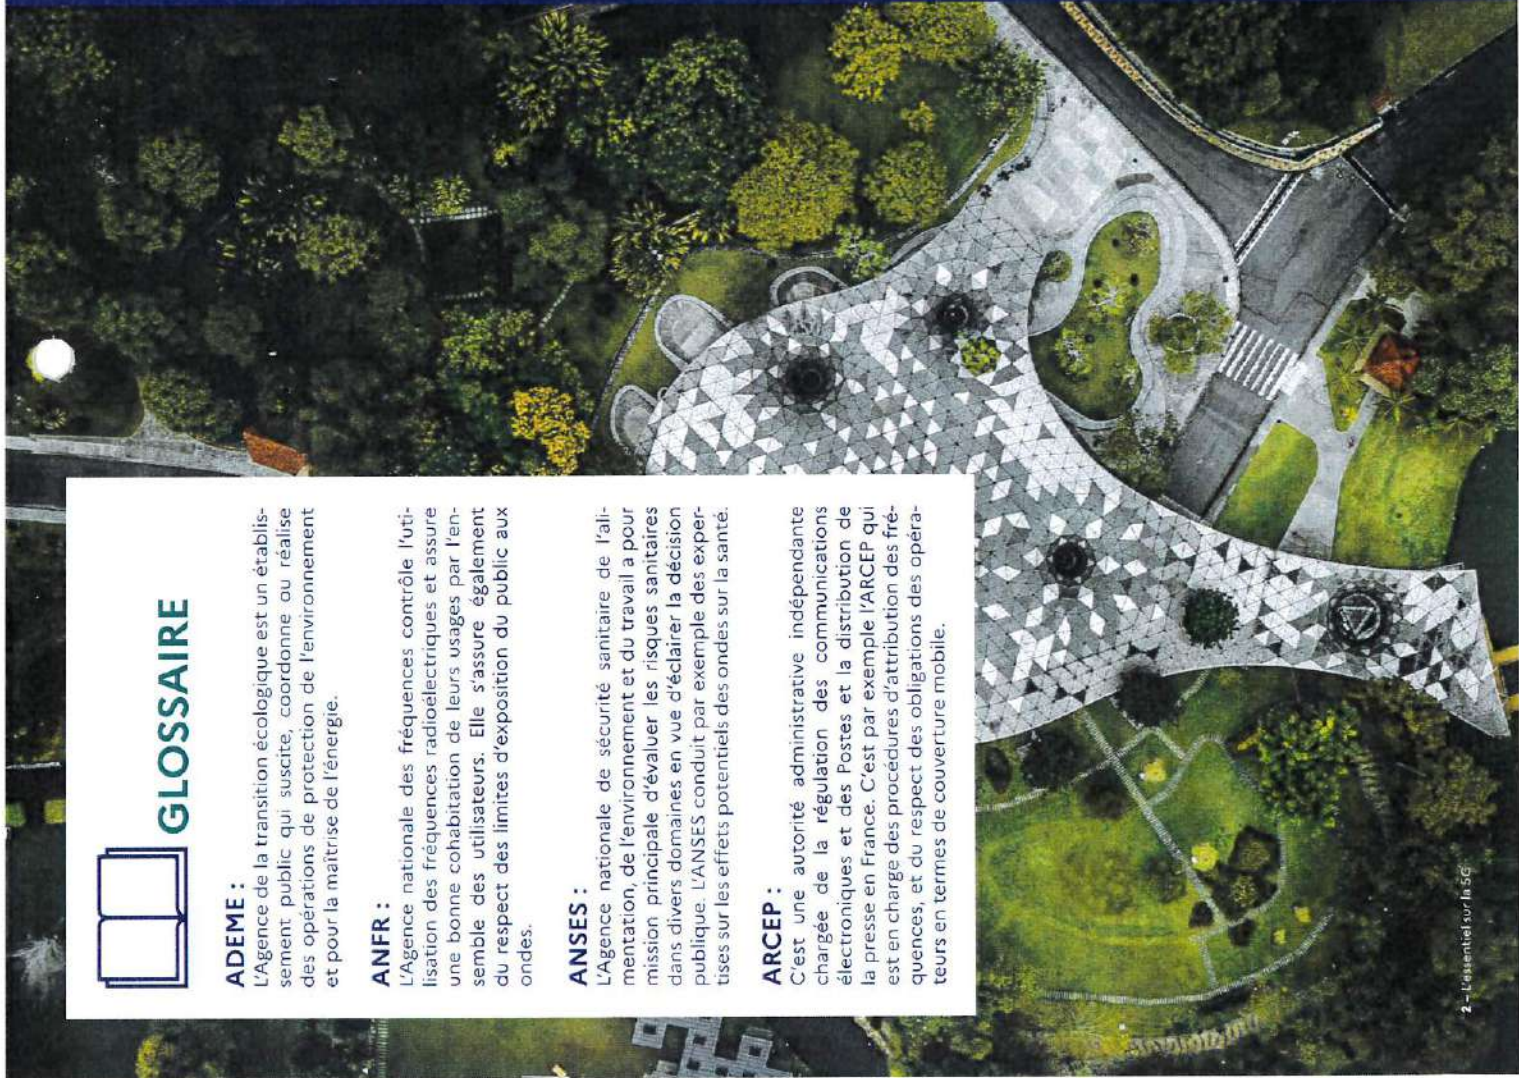 GLOSSAIRE
ADEME :
L'Agence de la transition écologique est un établis-
sement public qui suscite, coordonne ou réalise
des opérations de protection de l'environnement
et pour la maîtrise de l'énergie.
ANFR :
L'Agence nationale des fréquences contrôle l'uti-
lisation des fréquences radioélectriques et assure
une bonne cohabitation de leurs usages par l'en-
semble des utilisateurs. Elle s'assure également
du respect des limites d'exposition du public aux
ondes.
ANSES :
L'Agence nationale de sécurité sanitaire de l'ali-
mentation, de l'environnement et du travail a pour
mission principale d'évaluer les risques sanitaires
dans divers domaines en vue d'éclairer la décision
publique. L'ANSES conduit par exemple des exper-
tises sur les effets potentiels des ondes sur la santé.
ARCEP :
C'est une autorité administrative indépendante
chargée de la régulation des communications
électroniques et des Postes et la distribution de
la presse en France. C'est par exemple l'ARCEP qui
est en charge des procédures d'attribution des fré-
quences, et du respect des obligations des opéra-
teurs en termes de couverture mobile.
2 – L'essentiel sur la 5G